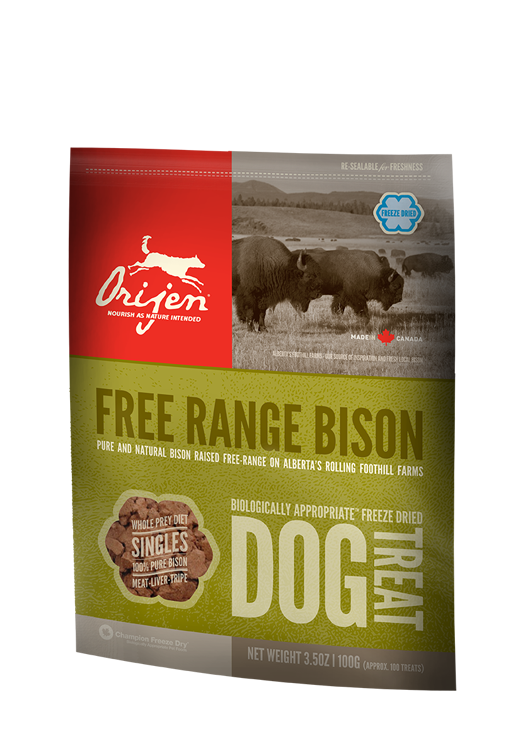 RE-SEALABLE for FRESHNESS
FREEZE DRIED
Orijen
NOURISH AS NATURE INTENDED
MADE IN CANADA
FREE RANGE BISON
PURE AND NATURAL BISON RAISED FREE-RANGE ON ALBERTA'S ROLLING FOOTHILL FARMS
BIOLOGICALLY APPROPRIATE™ FREEZE DRIED
DOG
TREAT
WHOLE PREY DIET
SINGLES
100% PURE BISON
MEAT-LIVER-TRIPE
Champion Freeze Dry™
NET WEIGHT 3.5OZ | 100G (APPROX. 100 TREATS)